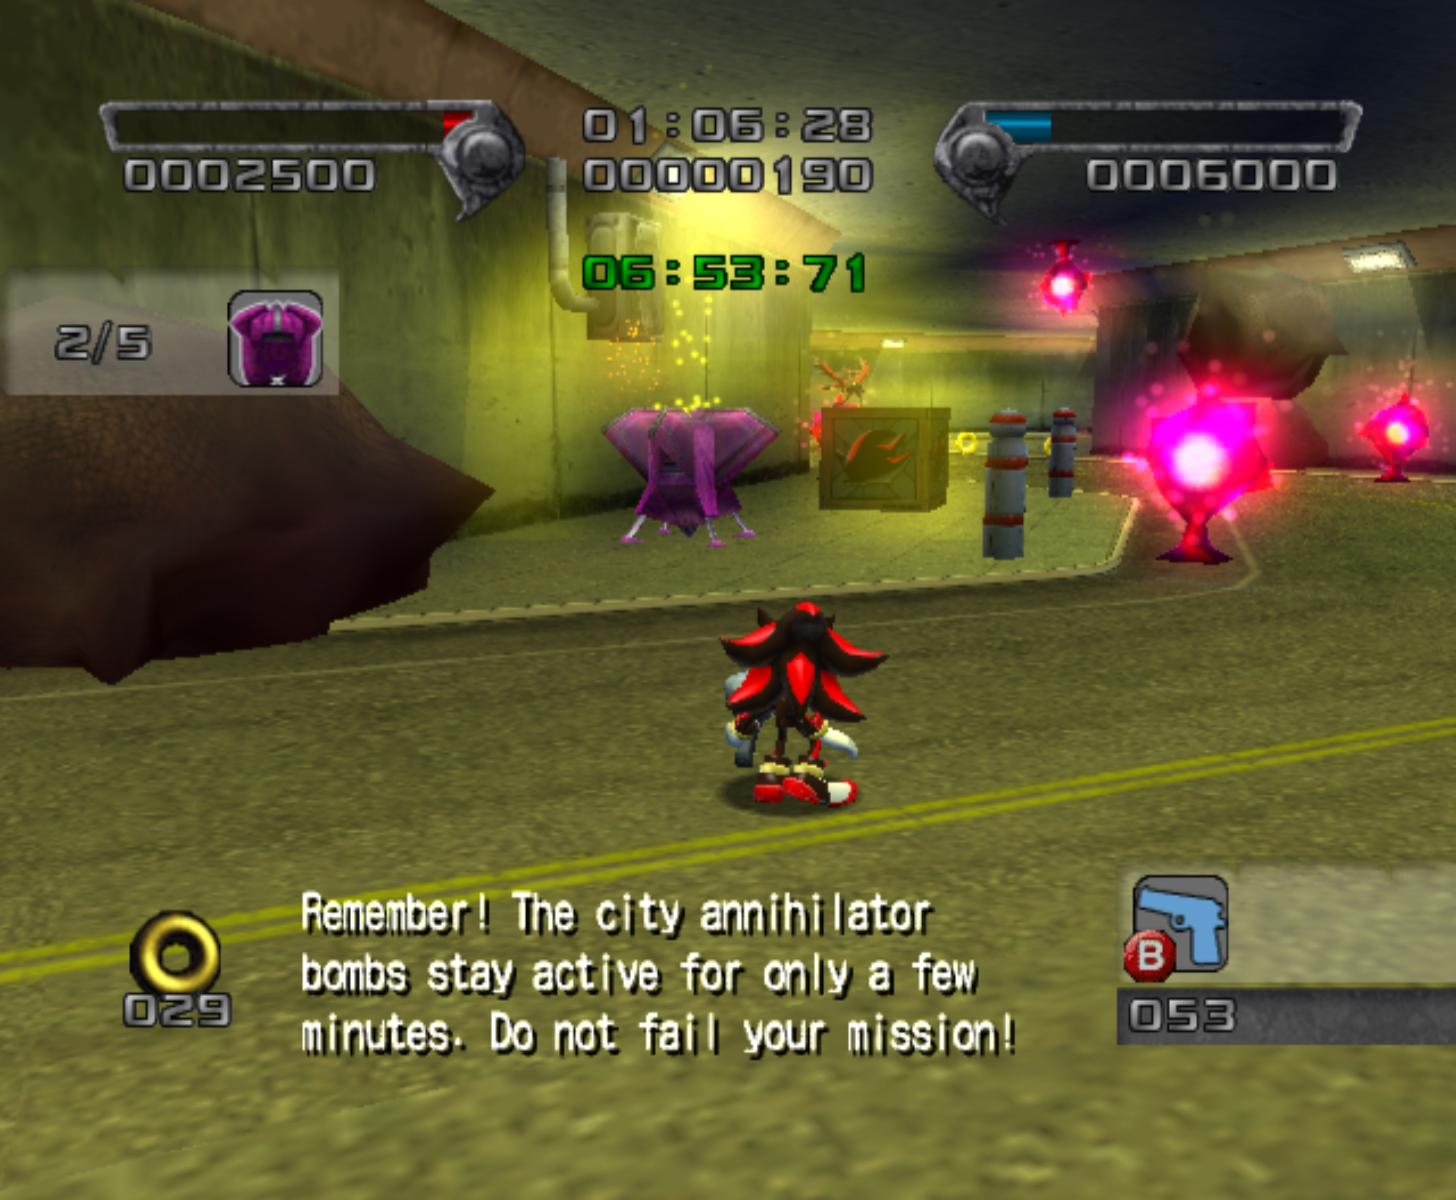 01:06:28
0002500
00000190
0006000
06:53:71
2/5
Remember! The city annihilator
bombs stay active for only a few
minutes. Do not fail your mission!
029
B
053